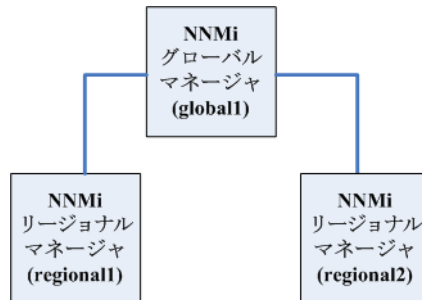 NNMi
グローバル
マネージャ
(global1)
NNMi
リージョナル
マネージャ
(regional1)
NNMi
リージョナル
マネージャ
(regional2)